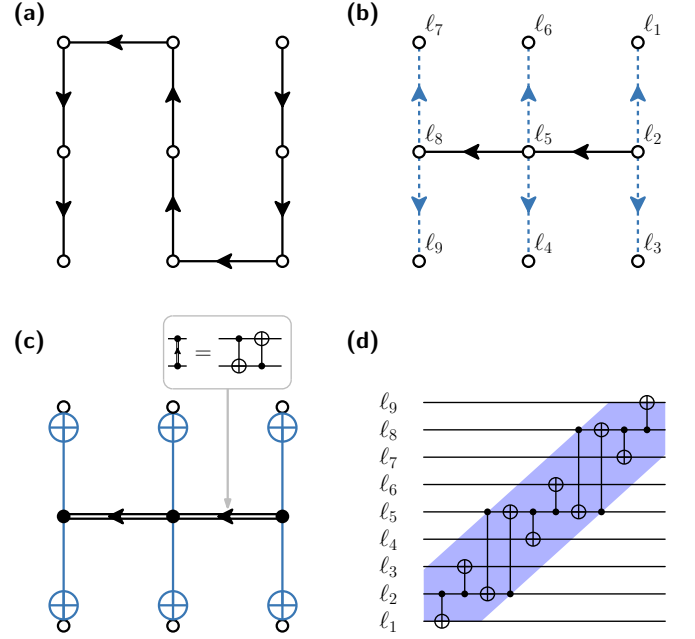 (a)
(b)
ℓ7 ℓ6 ℓ1
ℓ8 ℓ5 ℓ2
ℓ9 ℓ4 ℓ3
(c)
=
(d)
ℓ9
ℓ8
ℓ7
ℓ6
ℓ5
ℓ4
ℓ3
ℓ2
ℓ1